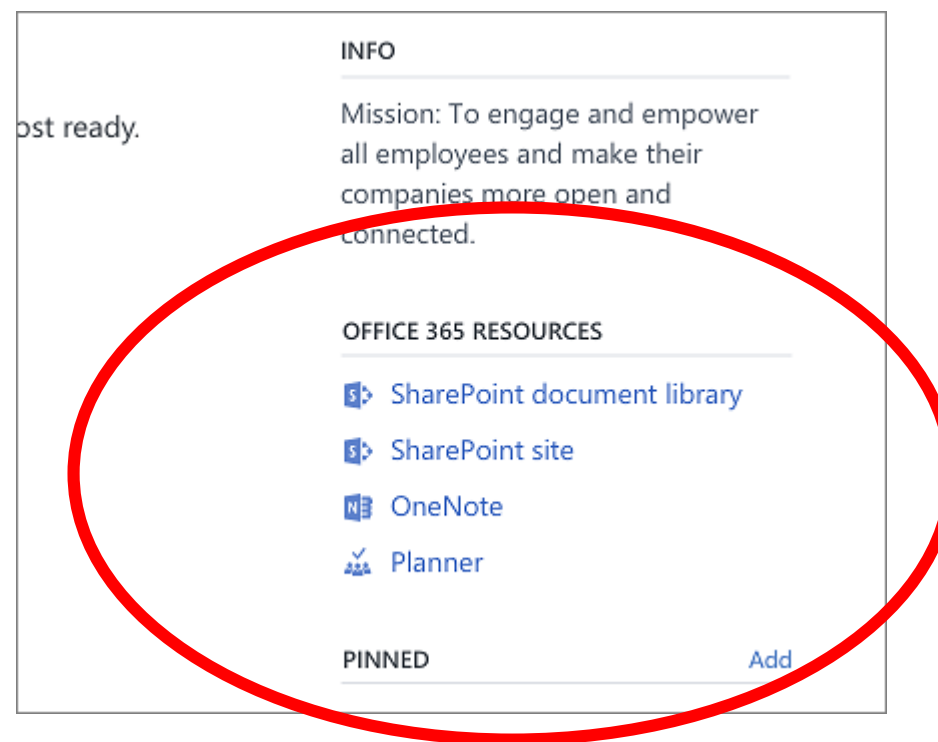 INFO
ost ready.
Mission: To engage and empower
all employees and make their
companies more open and
connected.
OFFICE 365 RESOURCES
SharePoint document library
SharePoint site
OneNote
Planner
PINNED Add